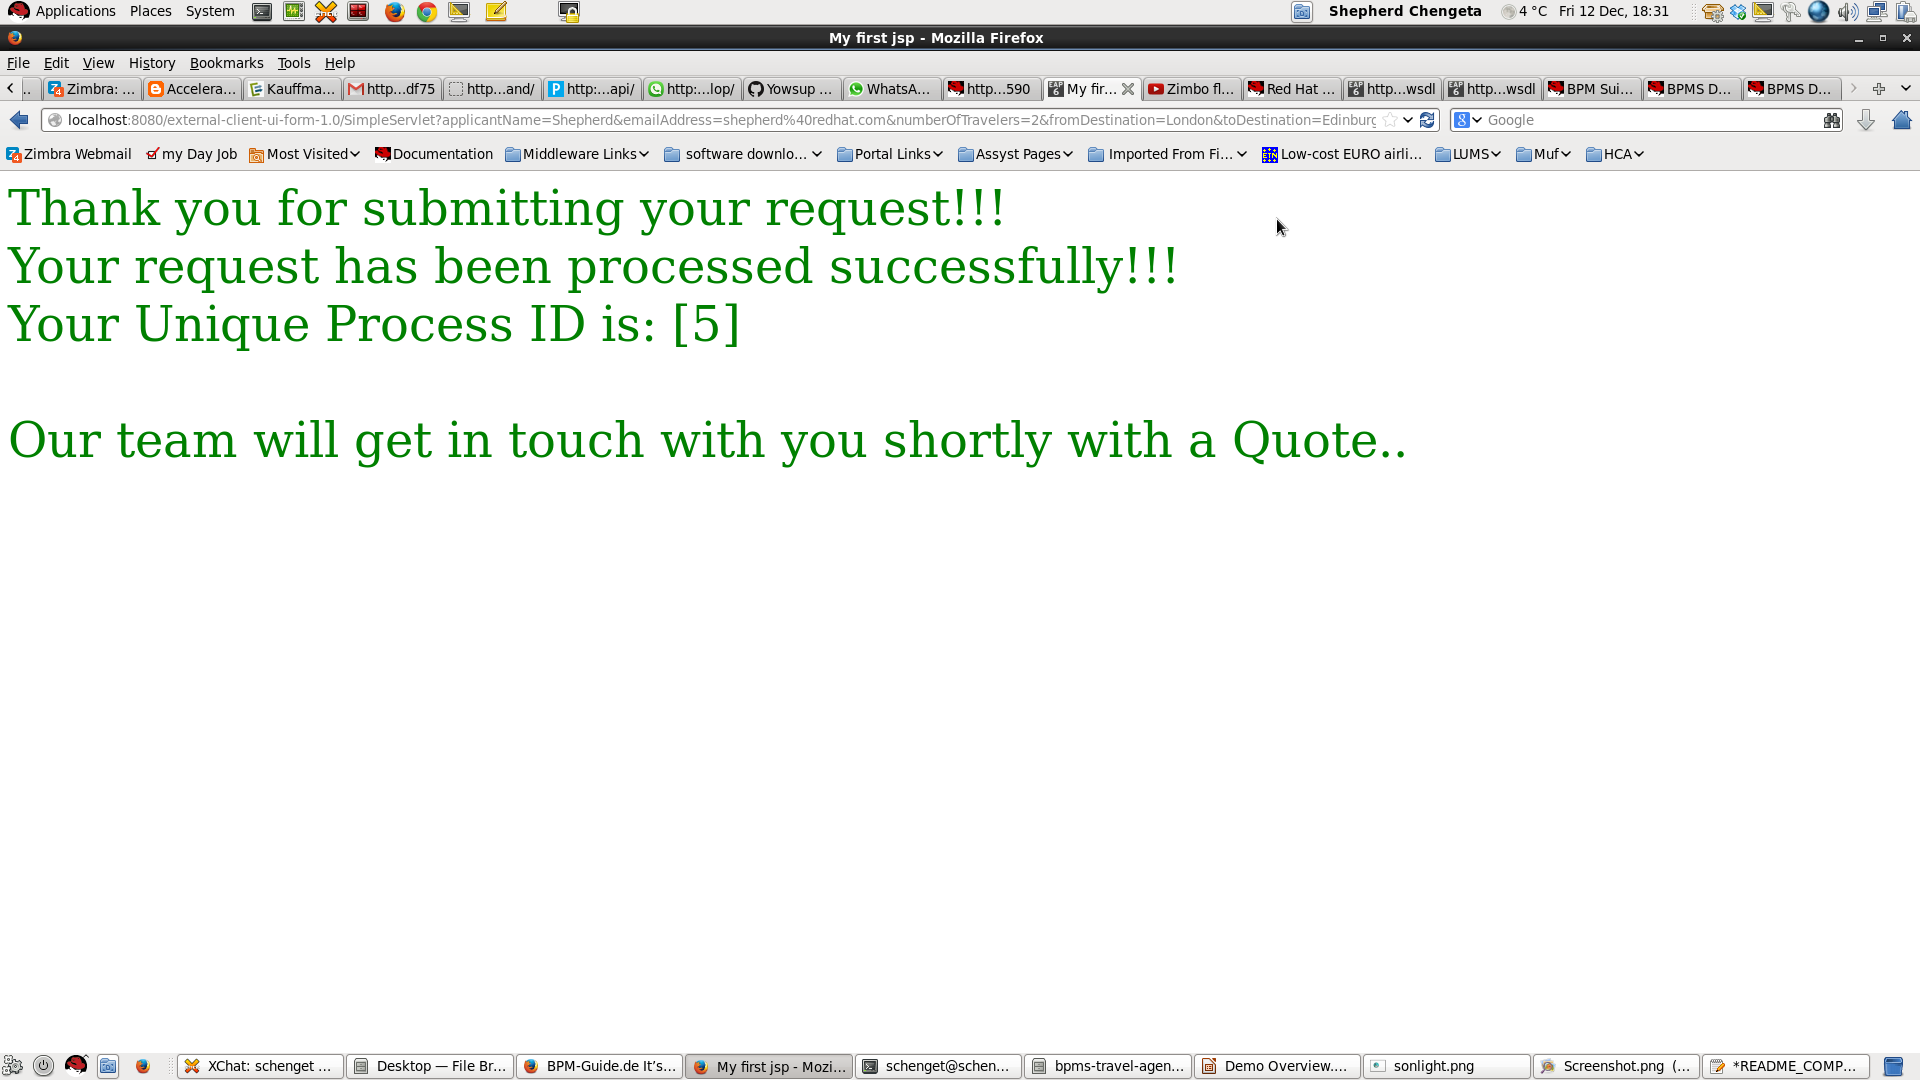 Applications Places System Shepherd Chengeta 4 °C Fri 12 Dec, 18:31
My first jsp - Mozilla Firefox
File Edit View History Bookmarks Tools Help
.. Zimbra: ... Accelera... Kauffma... http...df75 http...and/ http:...api/ http:...lop/ Yowsup ... WhatsA... http...590 My fir... Zimbo fl... Red Hat ... http...wsdl http...wsdl BPM Sui... BPMS D... BPMS D...
localhost:8080/external-client-ui-form-1.0/SimpleServlet?applicantName=Shepherd&emailAddress=shepherd%40redhat.com&numberOfTravelers=2&fromDestination=London&toDestination=Edinburg Google
Zimbra Webmail my Day Job Most Visited Documentation Middleware Links software downlo... Portal Links Assyst Pages Imported From Fi... Low-cost EURO airli... LUMS Muf HCA
Thank you for submitting your request!!!
Your request has been processed successfully!!!
Your Unique Process ID is: [5]
Our team will get in touch with you shortly with a Quote..
XChat: schenget ... Desktop — File Br... BPM-Guide.de It's... My first jsp - Mozi... schenget@schen... bpms-travel-agen... Demo Overview.... sonlight.png Screenshot.png (... *README_COMP...